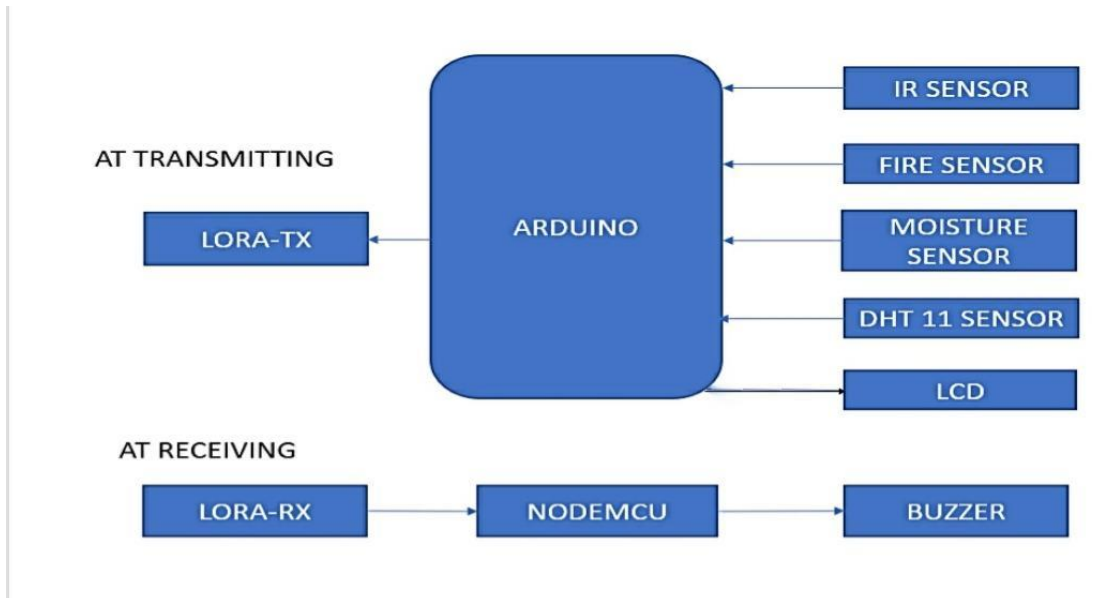 IR SENSOR
AT TRANSMITTING
FIRE SENSOR
LORA-TX
ARDUINO
MOISTURE
SENSOR
DHT 11 SENSOR
LCD
AT RECEIVING
LORA-RX
NODEMCU
BUZZER